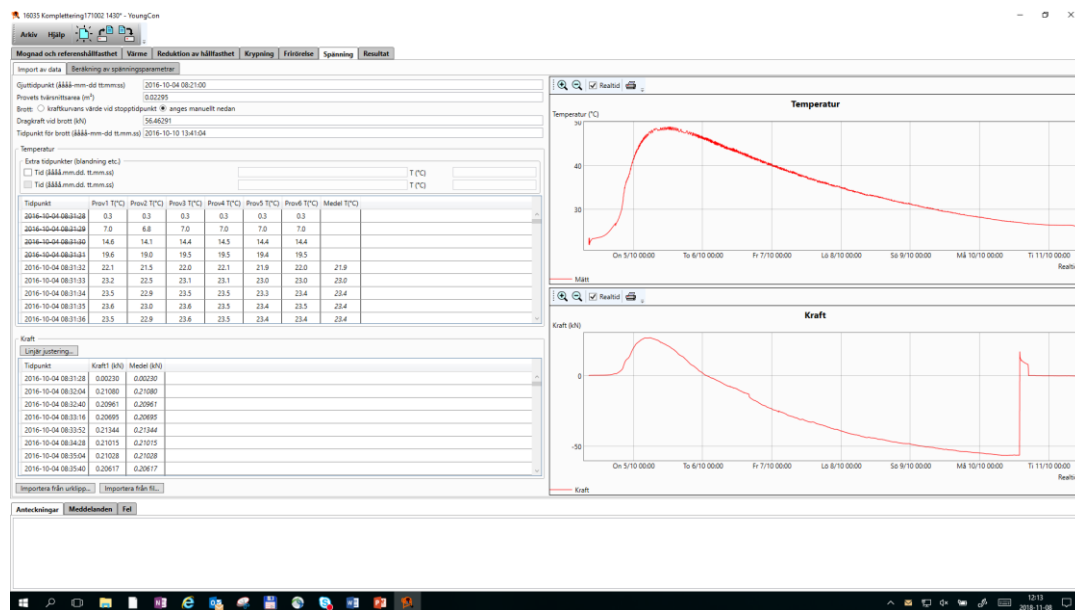 16035 Komplettering171002 1430* - YoungCon
Arkiv Hjälp
Mognad och referenshållfasthet Värme Reduktion av hållfasthet Krypning Frirörelse Spänning Resultat
Import av data Beräkning av spänningsparametrar
Gjuttidpunkt (åååå-mm-dd tt:mm:ss) 2016-10-04 08:21:00
Provets tvärsnittsarea (m²) 0.02295
Brott: kraftkurvans värde vid stopptidpunkt anges manuellt nedan
Dragkraft vid brott (kN) 56.46291
Tidpunkt för brott (åååå-mm-dd tt.mm.ss) 2016-10-10 13:41:04
Temperatur
Extra tidpunkter (blandning etc.)
Tid (åååå.mm.dd. tt.mm.ss) T (°C)
Tid (åååå.mm.dd. tt.mm.ss) T (°C)
Tidpunkt Prov1 T(°C) Prov2 T(°C) Prov3 T(°C) Prov4 T(°C) Prov5 T(°C) Prov6 T(°C) Medel T(°C)
2016-10-04 08:31:28 0.3 0.3 0.3 0.3 0.3 0.3
2016-10-04 08:31:29 7.0 6.8 7.0 7.0 7.0 7.0
2016-10-04 08:31:30 14.6 14.1 14.4 14.5 14.4 14.4
2016-10-04 08:31:31 19.6 19.0 19.5 19.5 19.4 19.5
2016-10-04 08:31:32 22.1 21.5 22.0 22.1 21.9 22.0 21.9
2016-10-04 08:31:33 23.2 22.5 23.1 23.1 23.0 23.0 23.0
2016-10-04 08:31:34 23.5 22.9 23.5 23.5 23.3 23.4 23.4
2016-10-04 08:31:35 23.6 23.0 23.6 23.5 23.4 23.5 23.4
2016-10-04 08:31:36 23.5 22.9 23.6 23.5 23.4 23.4 23.4
Kraft
Linjär justering...
Tidpunkt Kraft1 (kN) Medel (kN)
2016-10-04 08:31:28 0.00230 0.00230
2016-10-04 08:32:04 0.21080 0.21080
2016-10-04 08:32:40 0.20961 0.20961
2016-10-04 08:33:16 0.20695 0.20695
2016-10-04 08:33:52 0.21344 0.21344
2016-10-04 08:34:28 0.21015 0.21015
2016-10-04 08:35:04 0.21028 0.21028
2016-10-04 08:35:40 0.20617 0.20617
Importera från urklipp... Importera från fil...
Realtid
Temperatur
Temperatur (°C)
50
40
30
On 5/10 00:00 To 6/10 00:00 Fr 7/10 00:00 Lö 8/10 00:00 Sö 9/10 00:00 Må 10/10 00:00 Ti 11/10 00:00
Realtic
Mätt
Realtid
Kraft
Kraft (kN)
0
-50
On 5/10 00:00 To 6/10 00:00 Fr 7/10 00:00 Lö 8/10 00:00 Sö 9/10 00:00 Må 10/10 00:00 Ti 11/10 00:00
Realtic
Kraft
Anteckningar Meddelanden Fel
12:13
2018-11-08